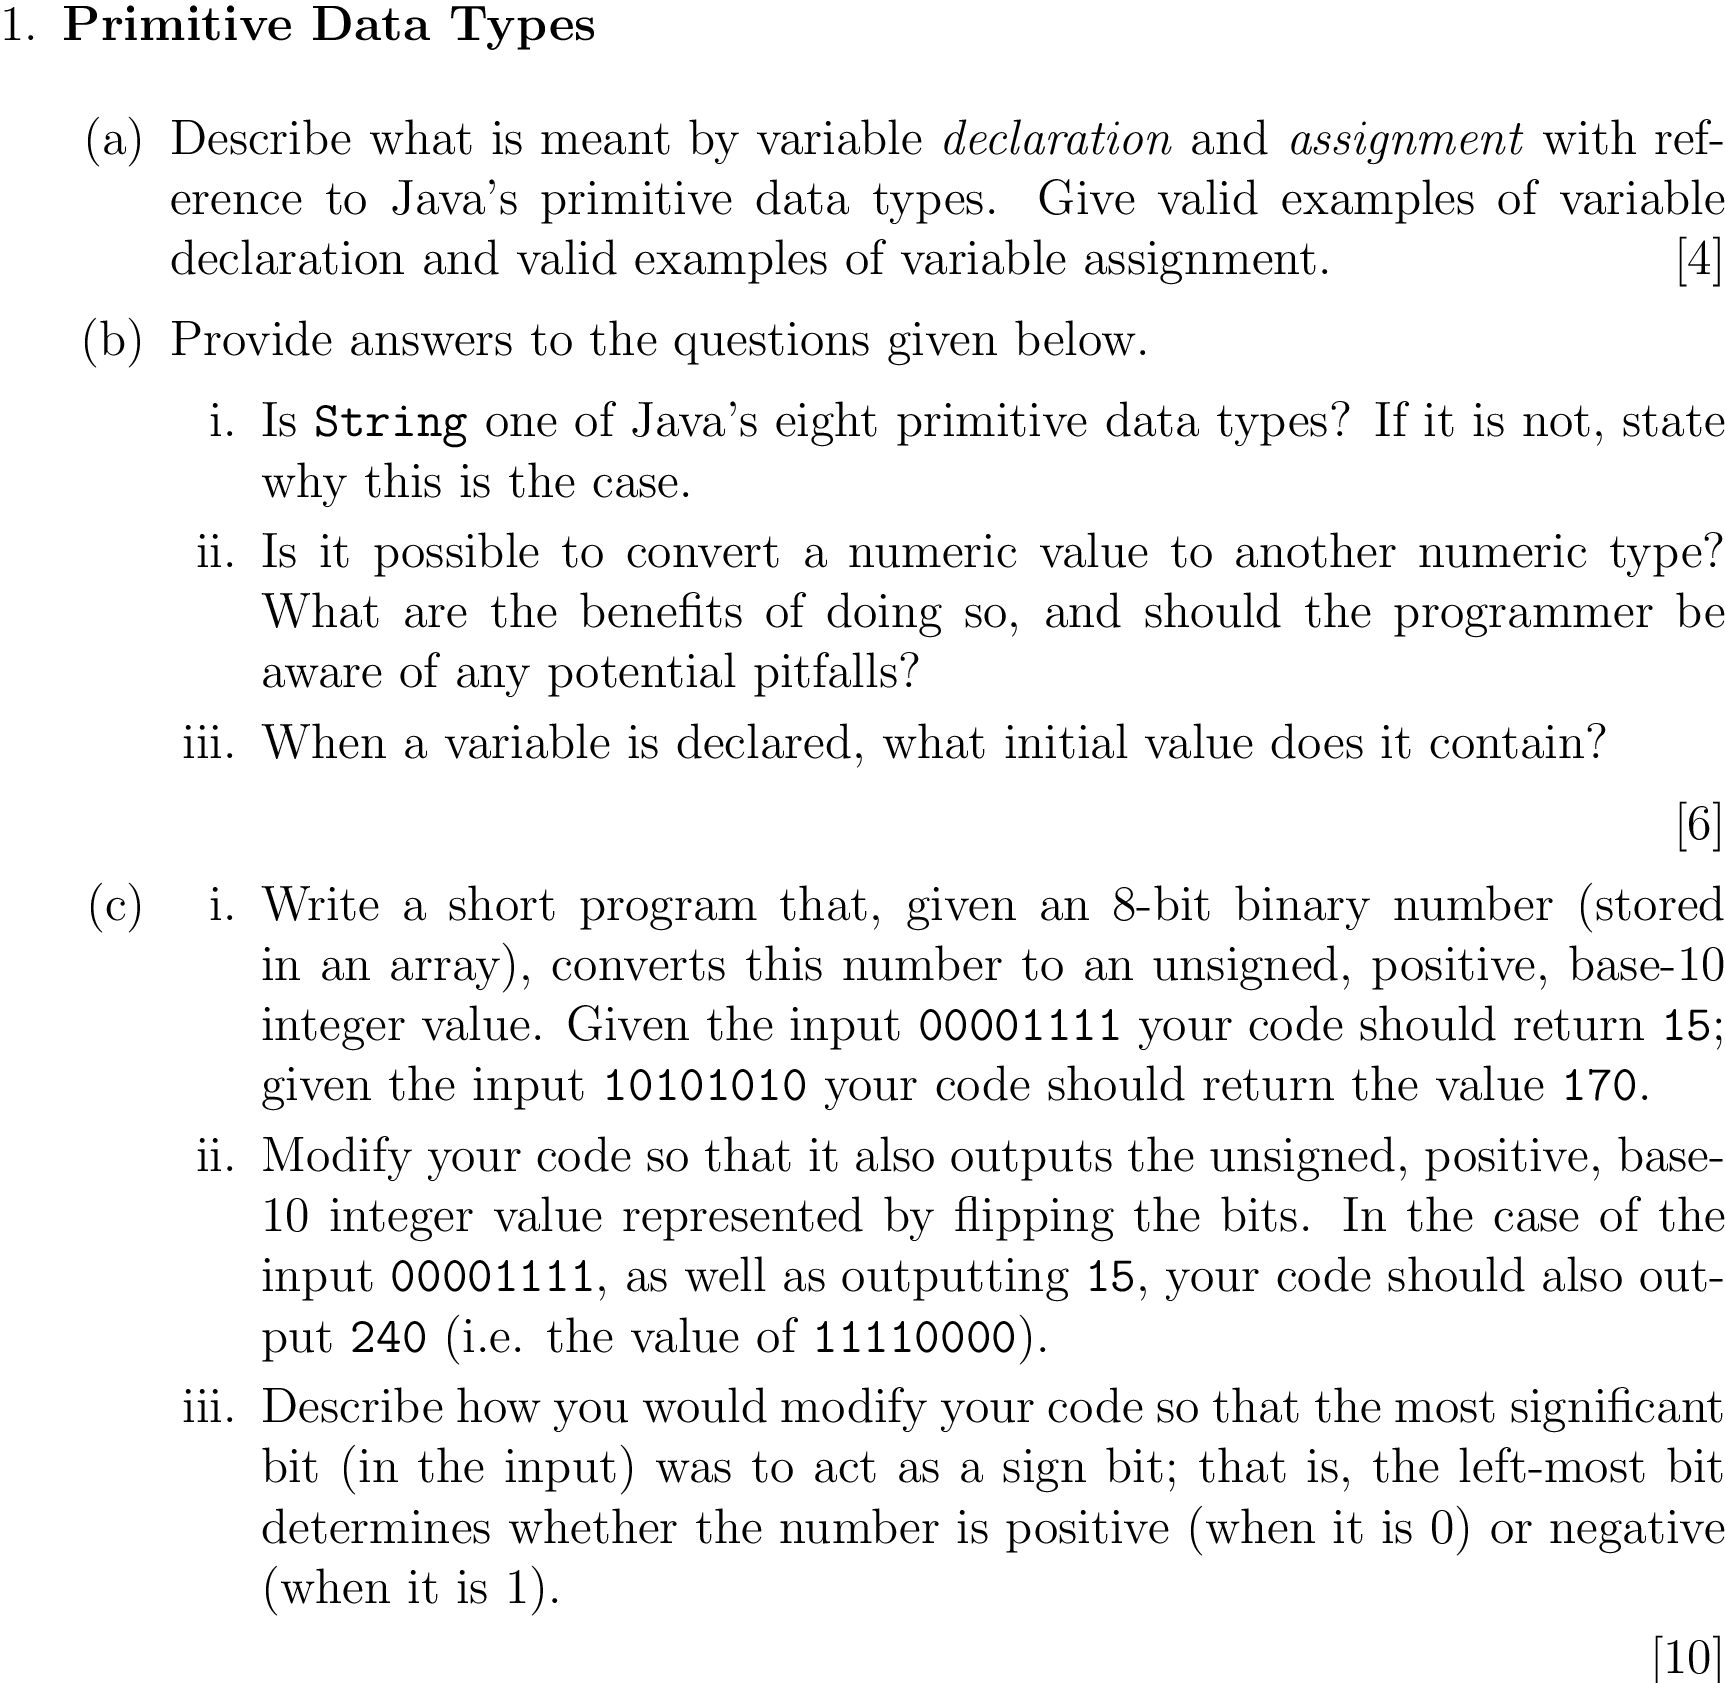 1. Primitive Data Types
(a) Describe what is meant by variable declaration and assignment with ref-
erence to Java's primitive data types. Give valid examples of variable
declaration and valid examples of variable assignment. [4]
(b) Provide answers to the questions given below.
i. Is String one of Java's eight primitive data types? If it is not, state
why this is the case.
ii. Is it possible to convert a numeric value to another numeric type?
What are the benefits of doing so, and should the programmer be
aware of any potential pitfalls?
iii. When a variable is declared, what initial value does it contain?
[6]
(c) i. Write a short program that, given an 8-bit binary number (stored
in an array), converts this number to an unsigned, positive, base-10
integer value. Given the input 00001111 your code should return 15;
given the input 10101010 your code should return the value 170.
ii. Modify your code so that it also outputs the unsigned, positive, base-
10 integer value represented by flipping the bits. In the case of the
input 00001111, as well as outputting 15, your code should also out-
put 240 (i.e. the value of 11110000).
iii. Describe how you would modify your code so that the most significant
bit (in the input) was to act as a sign bit; that is, the left-most bit
determines whether the number is positive (when it is 0) or negative
(when it is 1).
[10]